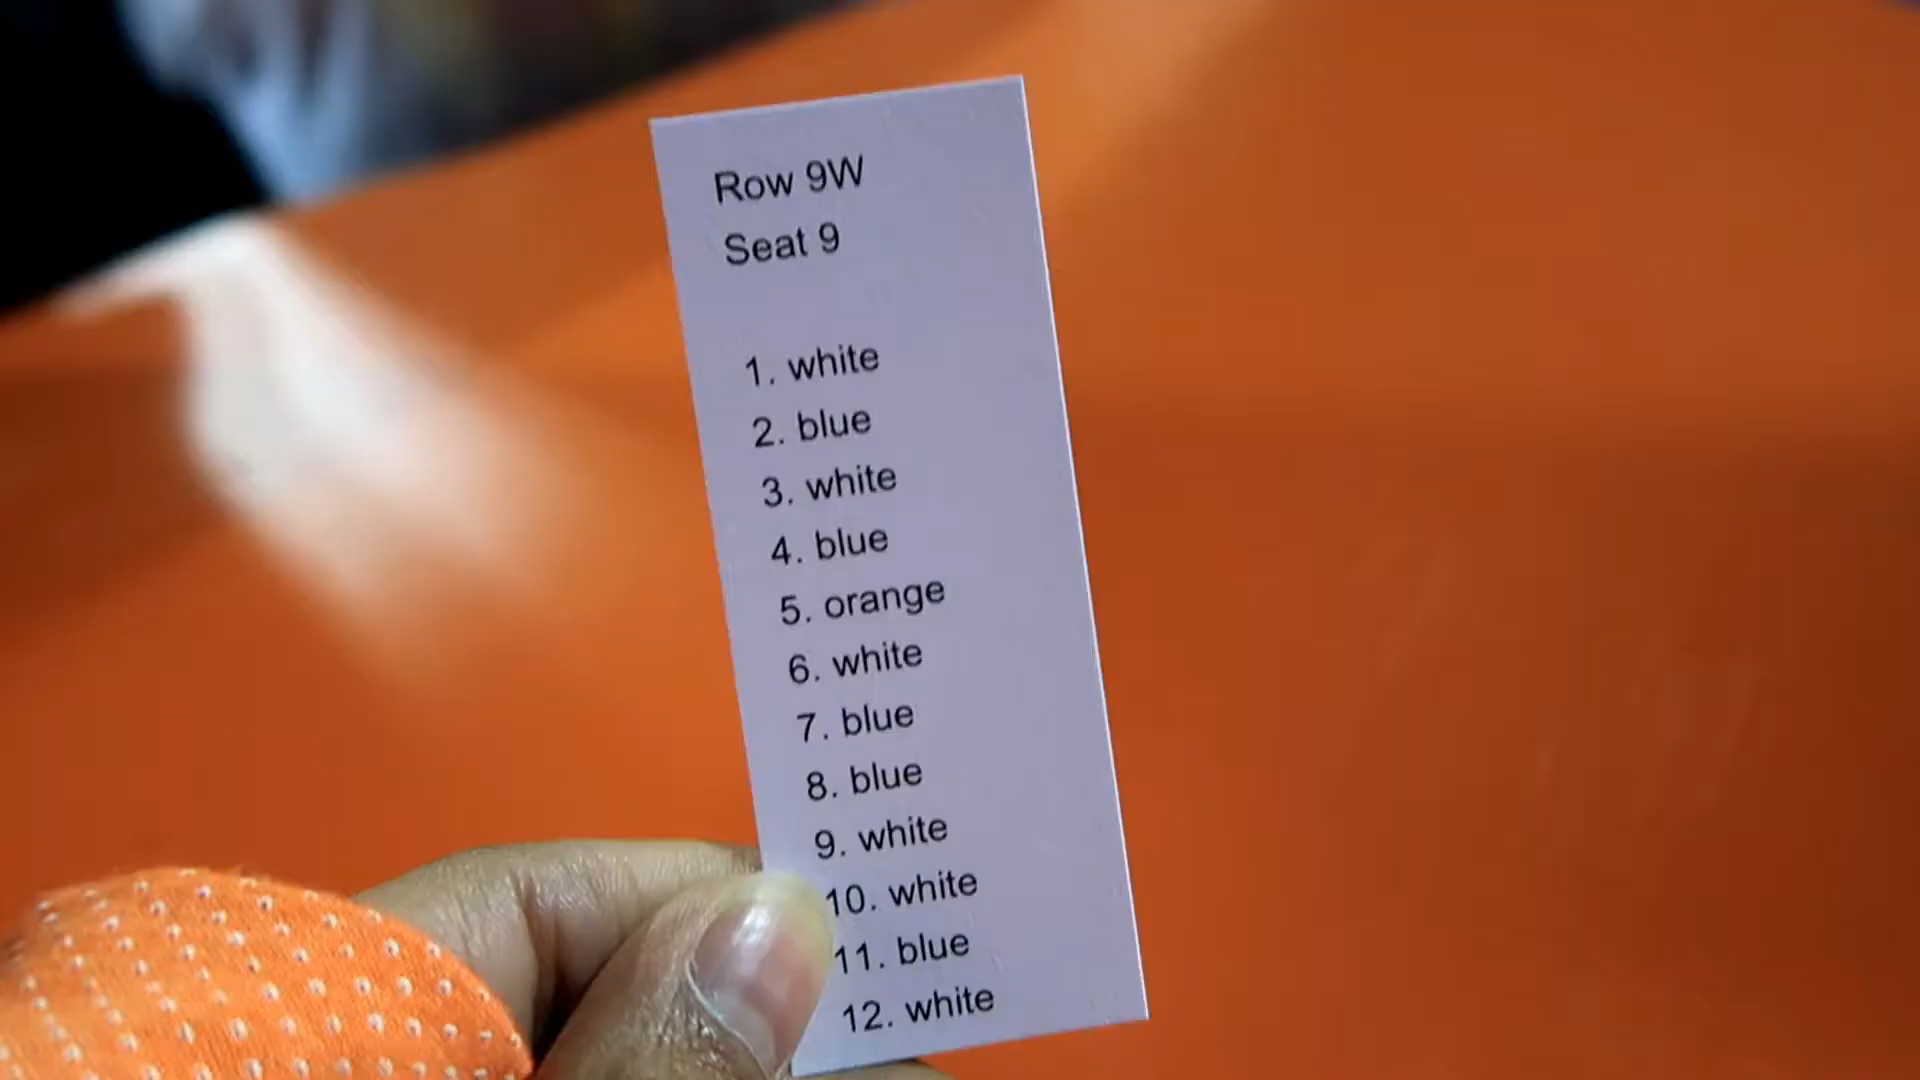 Row 9W
Seat 9
1. white
2. blue
3. white
4. blue
5. orange
6. white
7. blue
8. blue
9. white
10. white
11. blue
12. white